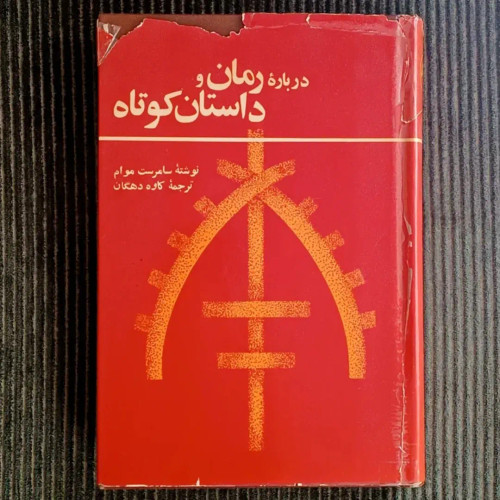 دربارهٔ رمان و
داستان کوتاه
نوشتهٔ سامرست موام
ترجمهٔ کاوه دهگان